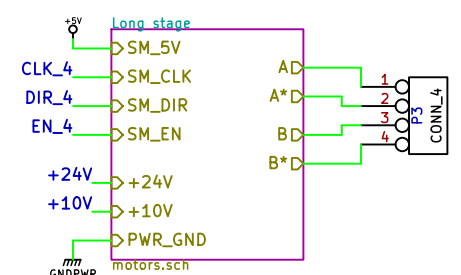 +5V
Long stage
SM_5V
CLK_4
SM_CLK
DIR_4
SM_DIR
EN_4
SM_EN
+24V
+24V
+10V
+10V
PWR_GND
GNDPWR
motors.sch
A
A*
B
B*
1
2
3
4
P3
CONN_4